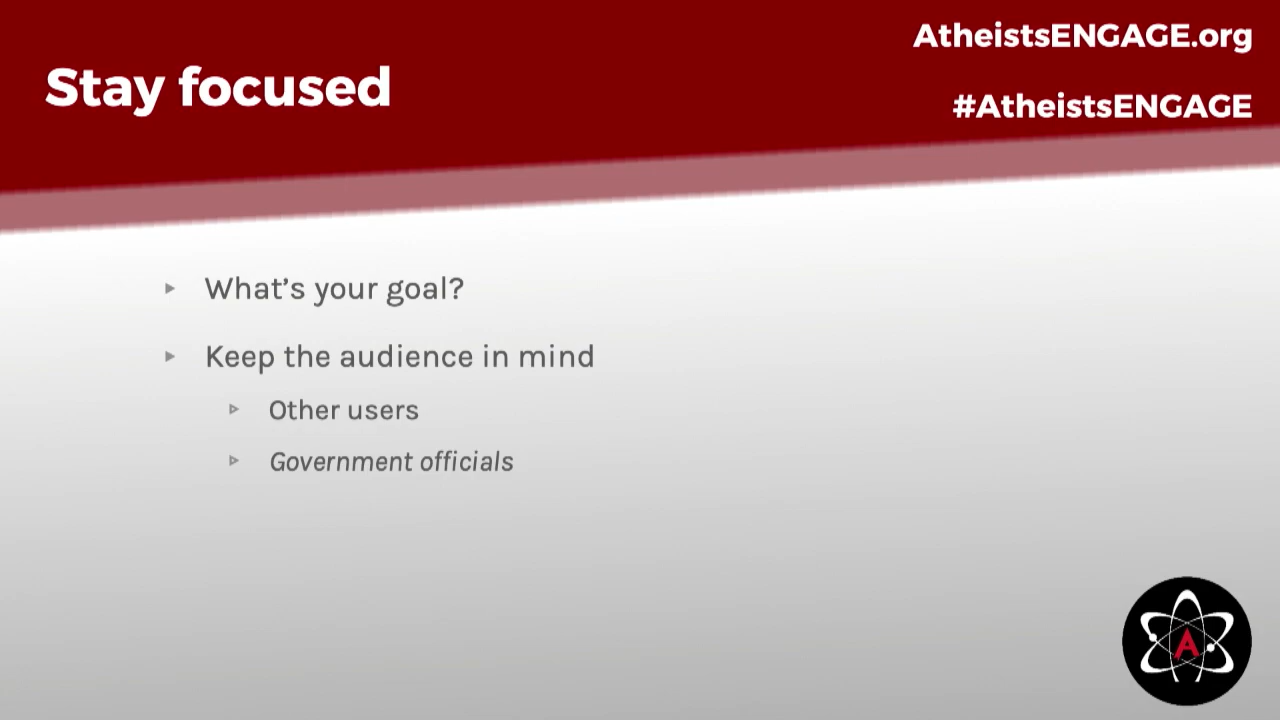 AtheistsENGAGE.org
Stay focused
#AtheistsENGAGE
What's your goal?
Keep the audience in mind
Other users
Government officials
A